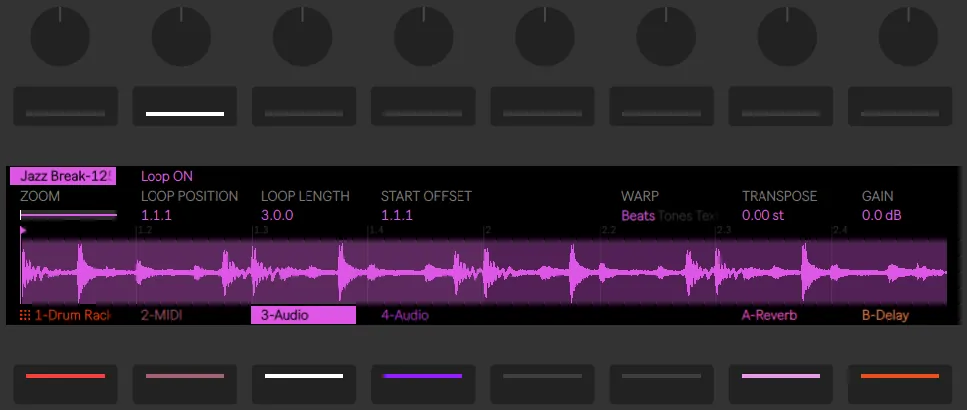 Jazz Break-12 Loop ON
ZOOM LOOP POSITION LOOP LENGTH START OFFSET WARP TRANSPOSE GAIN
1.1.1 3.0.0 1.1.1 Beats Tones Tex 0.00 st 0.0 dB
1.2 1.3 1.4 2 2.2 2.3 2.4
1-Drum Rack 2-MIDI 3-Audio 4-Audio A-Reverb B-Delay